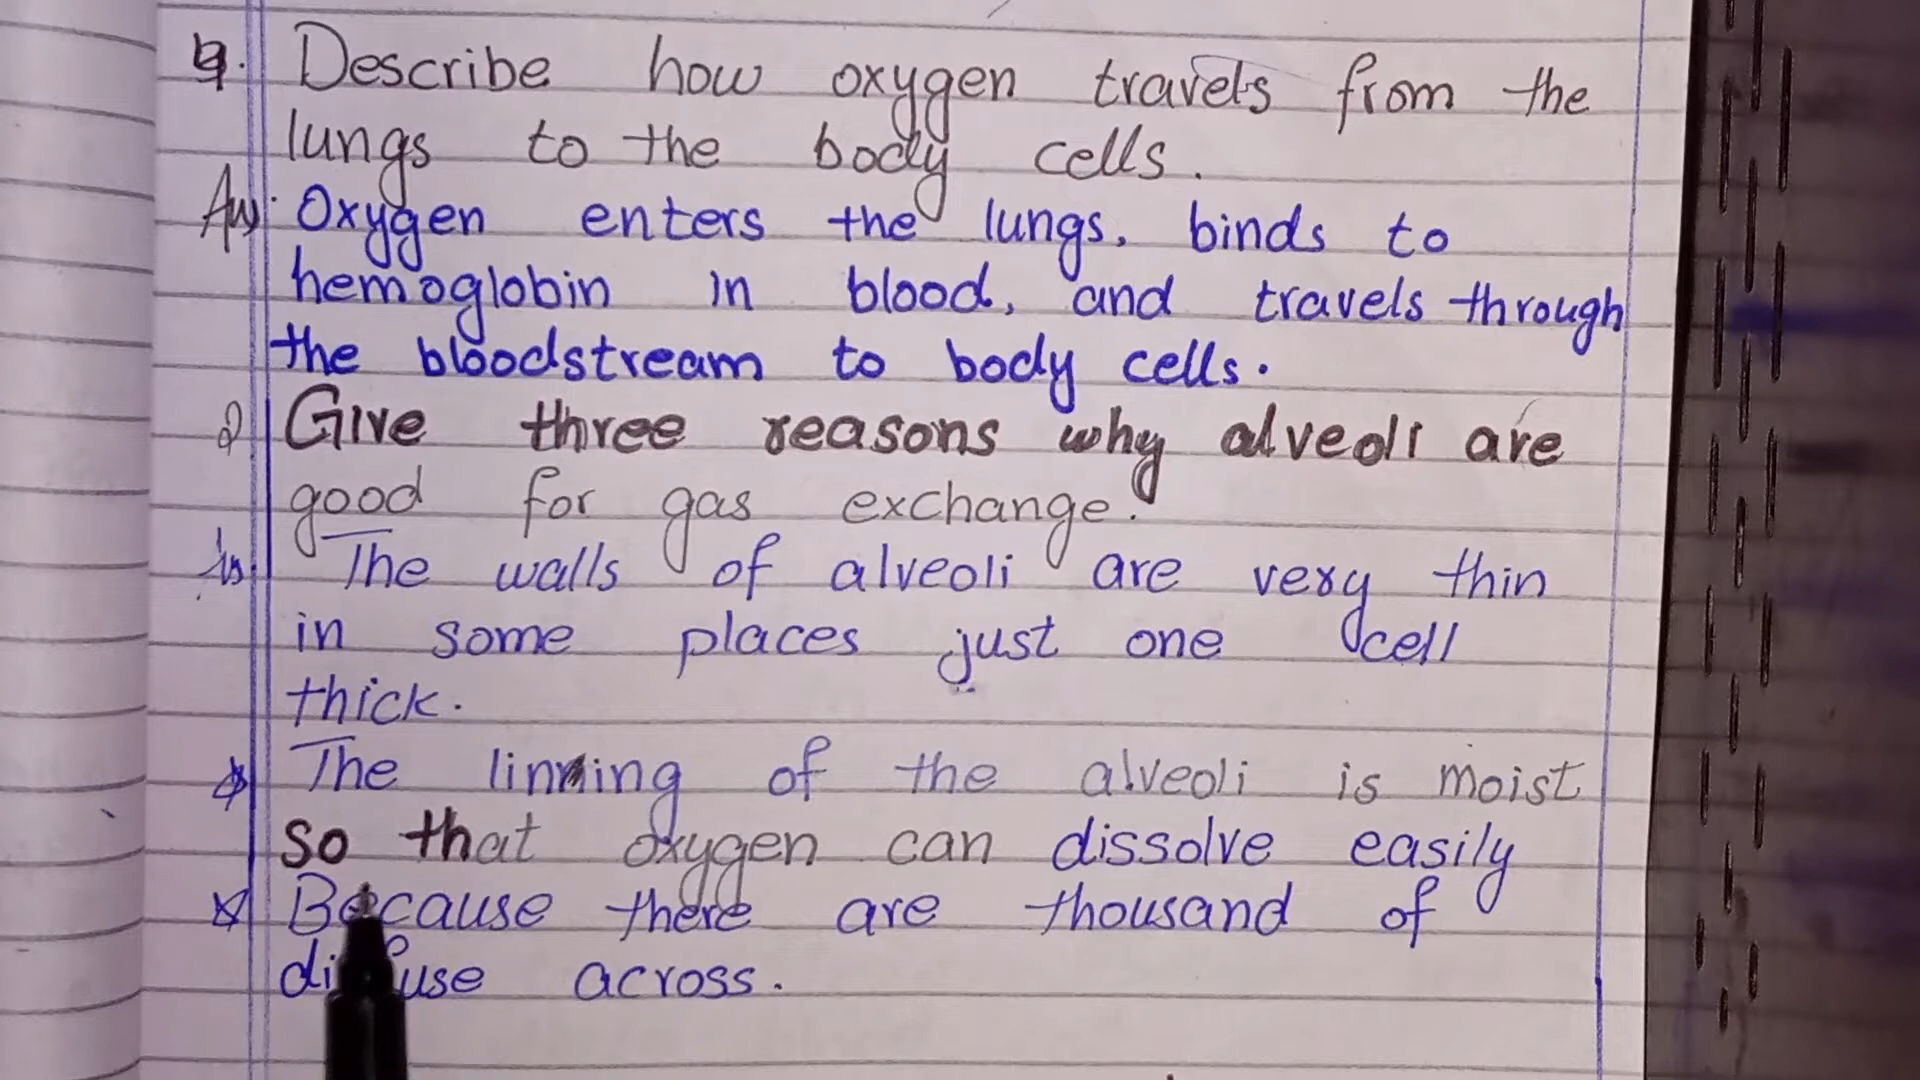 Q. Describe how oxygen travels from the
lungs to the body cells.
Ans: Oxygen enters the lungs, binds to
hemoglobin in blood, and travels through
the bloodstream to body cells.
Q Give three reasons why alveoli are
good for gas exchange.
Ans The walls of alveoli are very thin
in some places just one cell
thick.
The linning of the alveoli is moist
so that oxygen can dissolve easily
Because there are thousand of
diffuse across.